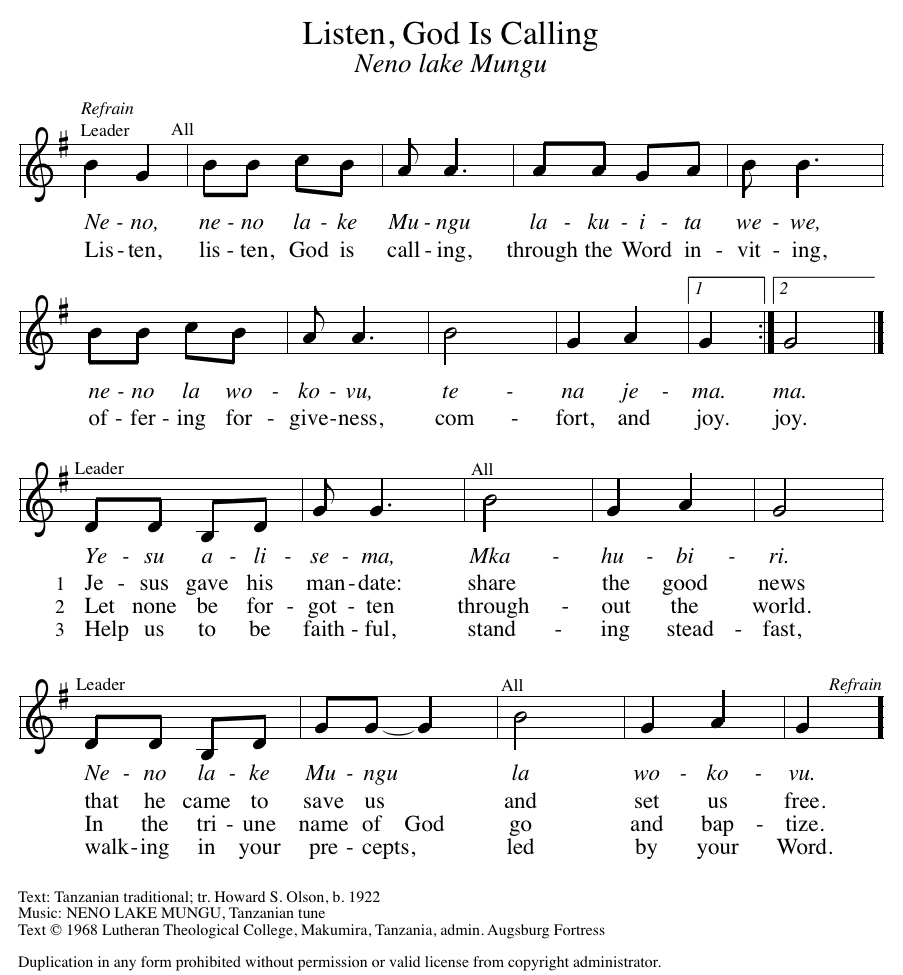 Listen, God Is Calling
Neno lake Mungu
Refrain
Leader All
Ne - no, ne - no la - ke Mu - ngu la - ku - i - ta we - we,
Lis - ten, lis - ten, God is call - ing, through the Word in - vit - ing,
1 2
ne - no la wo - ko - vu, te - na je - ma. ma.
of - fer - ing for - give - ness, com - fort, and joy. joy.
Leader All
Ye - su a - li - se - ma, Mka - hu - bi - ri.
1 Je - sus gave his man - date: share the good news
2 Let none be for - got - ten through - out the world.
3 Help us to be faith - ful, stand - ing stead - fast,
Leader All Refrain
Ne - no la - ke Mu - ngu la wo - ko - vu.
that he came to save us and set us free.
In the tri - une name of God go and bap - tize.
walk - ing in your pre - cepts, led by your Word.
Text: Tanzanian traditional; tr. Howard S. Olson, b. 1922
Music: NENO LAKE MUNGU, Tanzanian tune
Text © 1968 Lutheran Theological College, Makumira, Tanzania, admin. Augsburg Fortress
Duplication in any form prohibited without permission or valid license from copyright administrator.